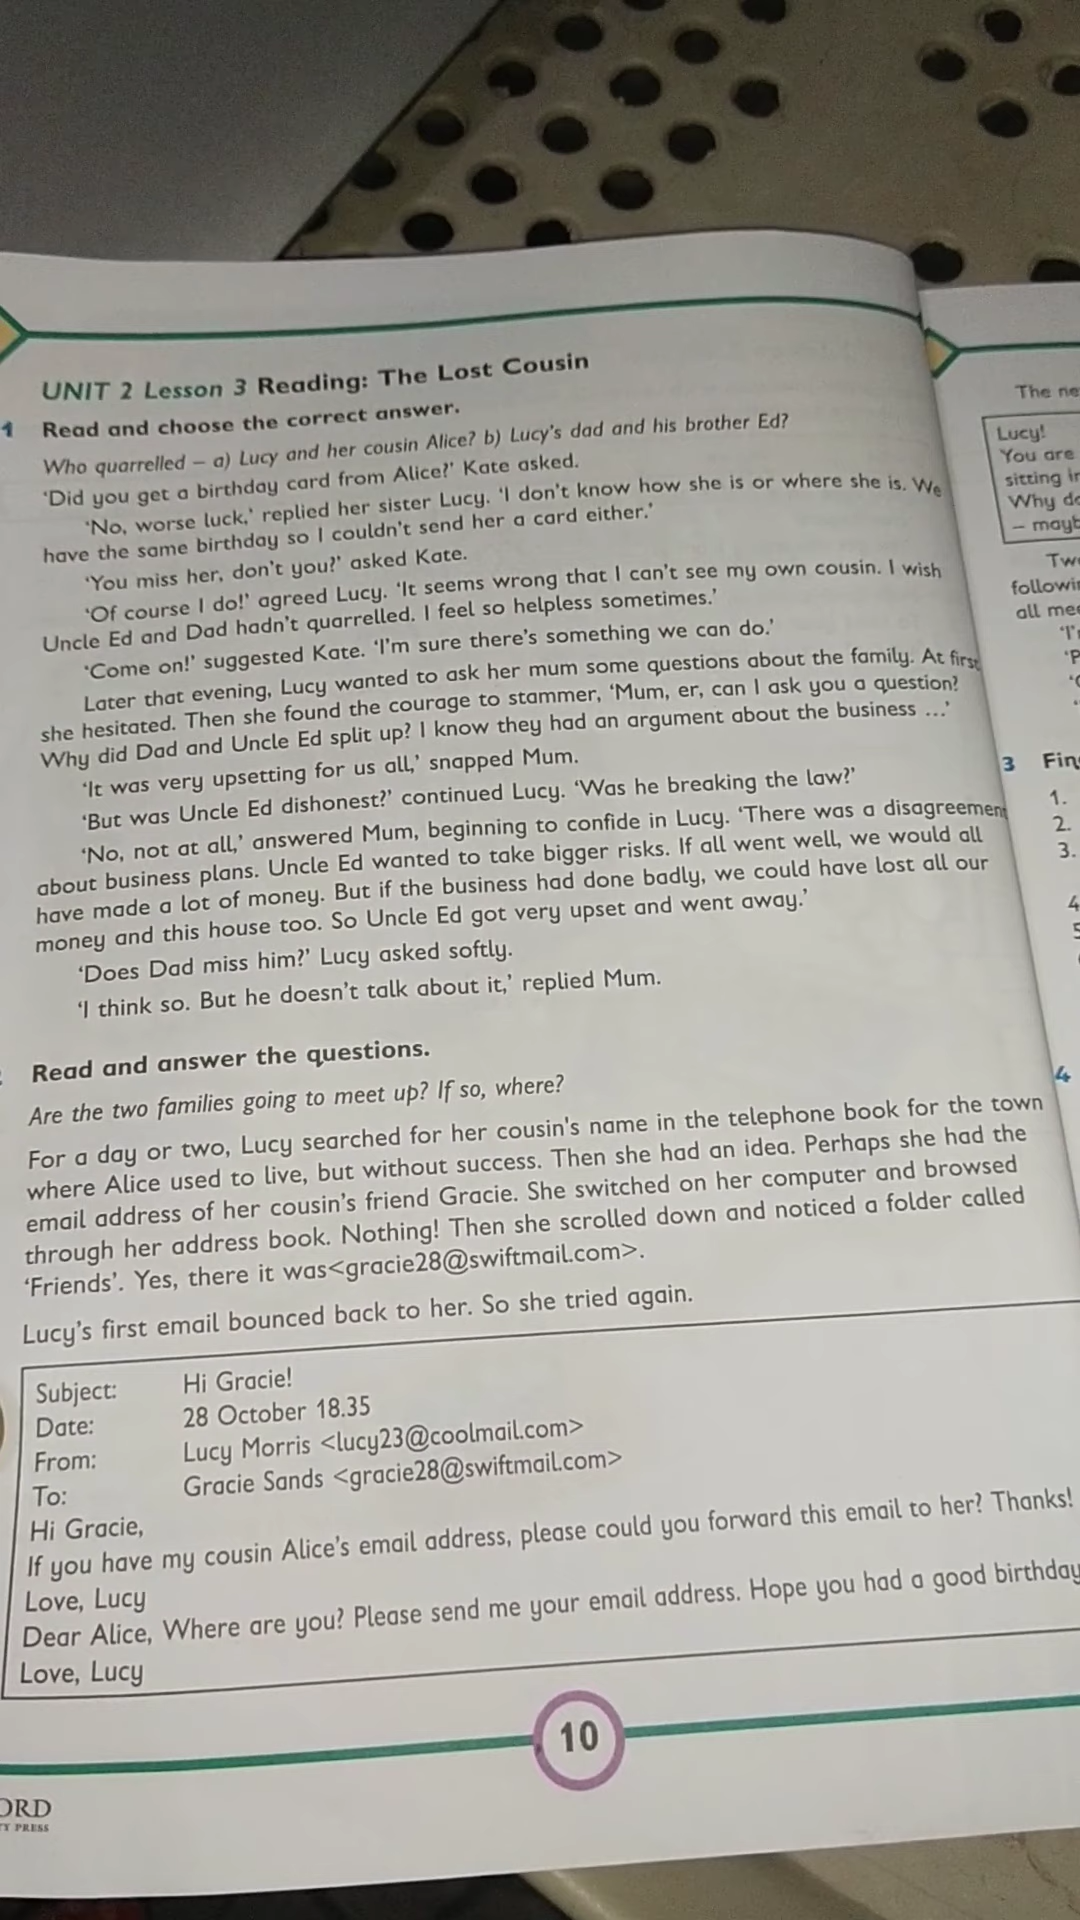 UNIT 2 Lesson 3 Reading: The Lost Cousin
1 Read and choose the correct answer.
Who quarrelled – a) Lucy and her cousin Alice? b) Lucy's dad and his brother Ed?
'Did you get a birthday card from Alice?' Kate asked.
'No, worse luck,' replied her sister Lucy. 'I don't know how she is or where she is. We
have the same birthday so I couldn't send her a card either.'
'You miss her, don't you?' asked Kate.
'Of course I do!' agreed Lucy. 'It seems wrong that I can't see my own cousin. I wish
Uncle Ed and Dad hadn't quarrelled. I feel so helpless sometimes.'
'Come on!' suggested Kate. 'I'm sure there's something we can do.'
Later that evening, Lucy wanted to ask her mum some questions about the family. At first
she hesitated. Then she found the courage to stammer, 'Mum, er, can I ask you a question?
Why did Dad and Uncle Ed split up? I know they had an argument about the business ...'
'It was very upsetting for us all,' snapped Mum.
'But was Uncle Ed dishonest?' continued Lucy. 'Was he breaking the law?'
'No, not at all,' answered Mum, beginning to confide in Lucy. 'There was a disagreement
about business plans. Uncle Ed wanted to take bigger risks. If all went well, we would all
have made a lot of money. But if the business had done badly, we could have lost all our
money and this house too. So Uncle Ed got very upset and went away.'
'Does Dad miss him?' Lucy asked softly.
'I think so. But he doesn't talk about it,' replied Mum.
Read and answer the questions.
Are the two families going to meet up? If so, where?
For a day or two, Lucy searched for her cousin's name in the telephone book for the town
where Alice used to live, but without success. Then she had an idea. Perhaps she had the
email address of her cousin's friend Gracie. She switched on her computer and browsed
through her address book. Nothing! Then she scrolled down and noticed a folder called
'Friends'. Yes, there it was<gracie28@swiftmail.com>.
Lucy's first email bounced back to her. So she tried again.
Subject: Hi Gracie!
Date: 28 October 18.35
From: Lucy Morris <lucy23@coolmail.com>
To: Gracie Sands <gracie28@swiftmail.com>
Hi Gracie,
If you have my cousin Alice's email address, please could you forward this email to her? Thanks!
Love, Lucy
Dear Alice, Where are you? Please send me your email address. Hope you had a good birthday
Love, Lucy
10
PRESS
The
Lucy!
You are
sitting
Why
–
all
3
1.
2.
3.
4